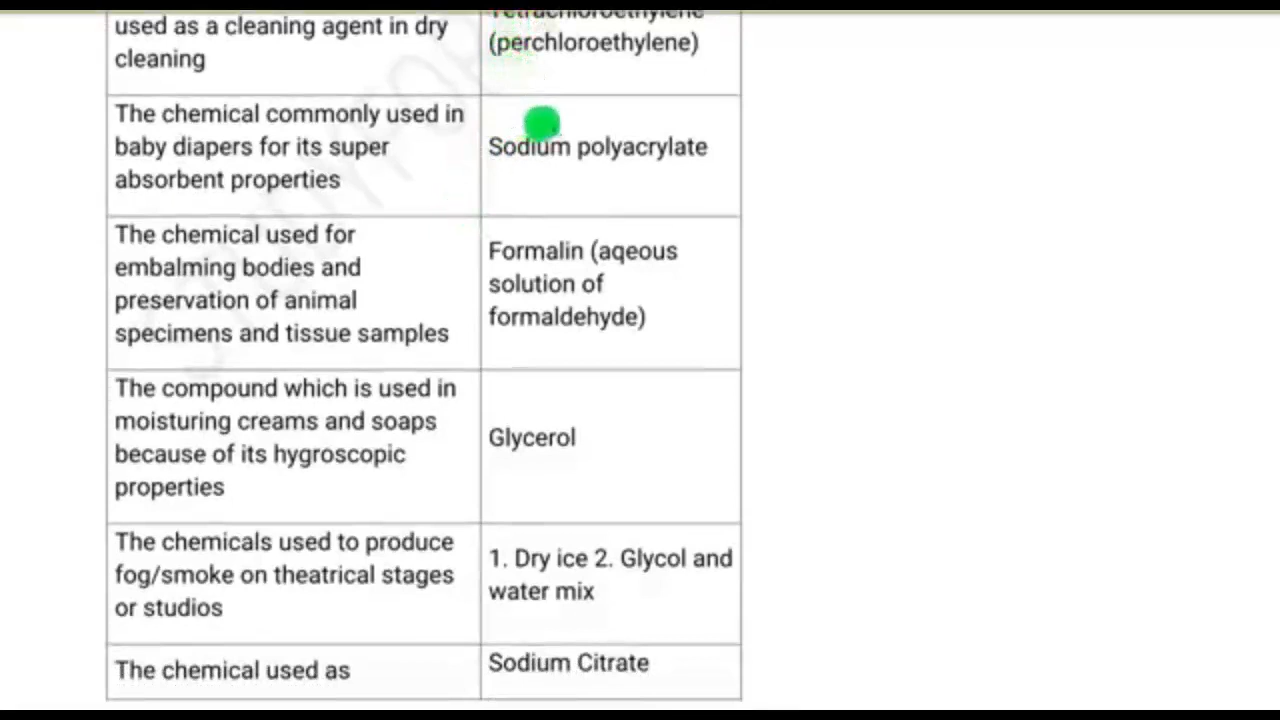 used as a cleaning agent in dry
cleaning
Tetrachloroethylene
(perchloroethylene)
The chemical commonly used in
baby diapers for its super
absorbent properties
Sodium polyacrylate
The chemical used for
embalming bodies and
preservation of animal
specimens and tissue samples
Formalin (aqeous
solution of
formaldehyde)
The compound which is used in
moisturing creams and soaps
because of its hygroscopic
properties
Glycerol
The chemicals used to produce
fog/smoke on theatrical stages
or studios
1. Dry ice 2. Glycol and
water mix
The chemical used as
Sodium Citrate